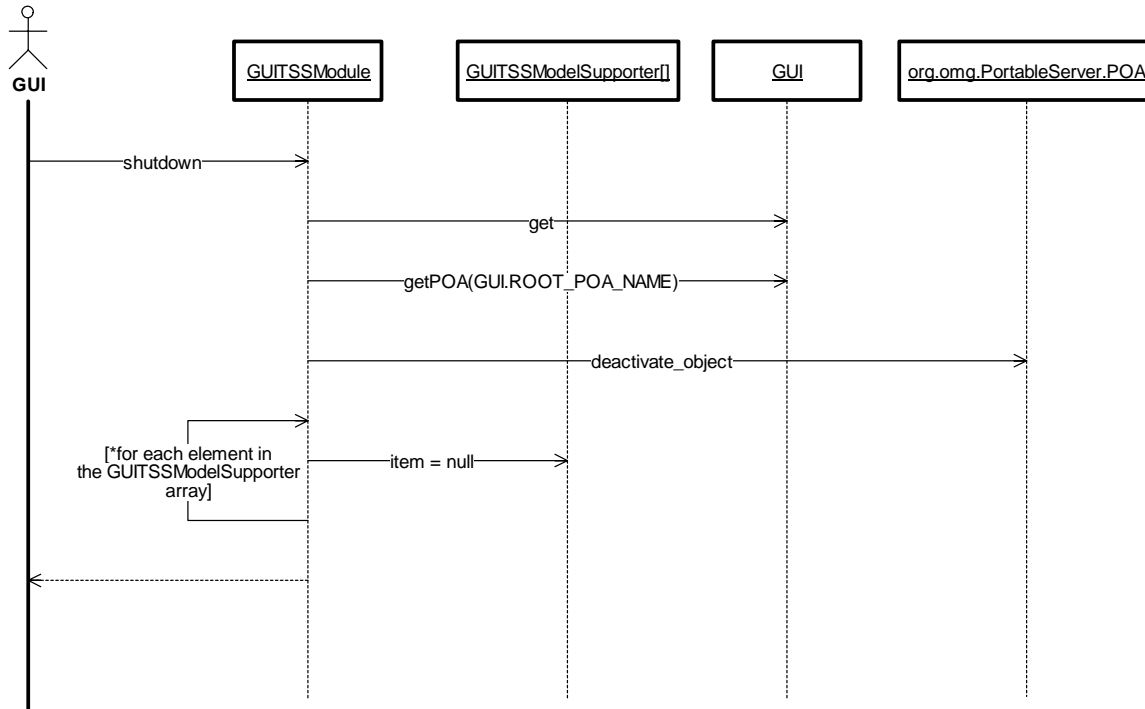 GUI
GUITSSModule
GUITSSModelSupporter[]
GUI
org.omg.PortableServer.POA
shutdown
get
getPOA(GUI.ROOT_POA_NAME)
deactivate_object
[*for each element in
the GUITSSModelSupporter
array]
item = null